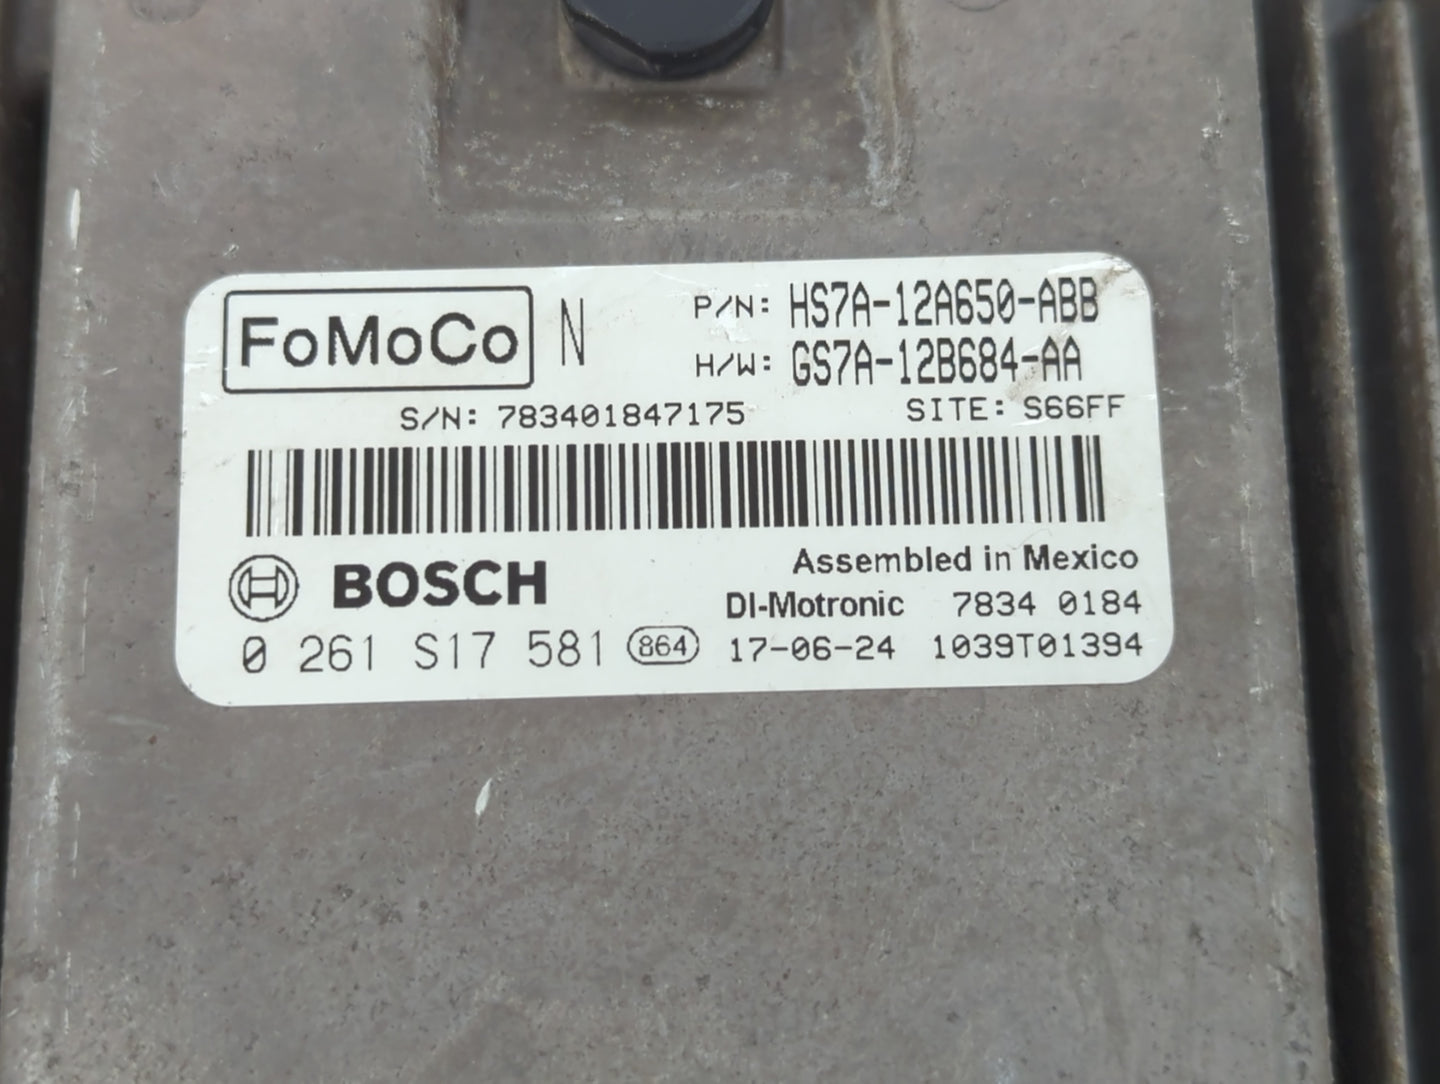 FoMoCo N P/N: HS7A-12A650-ABB
H/W: GS7A-12B684-AA
S/N: 783401847175 SITE: S66FF
BOSCH Assembled in Mexico
DI-Motronic 7834 0184
0 261 S17 581 864 17-06-24 1039T01394